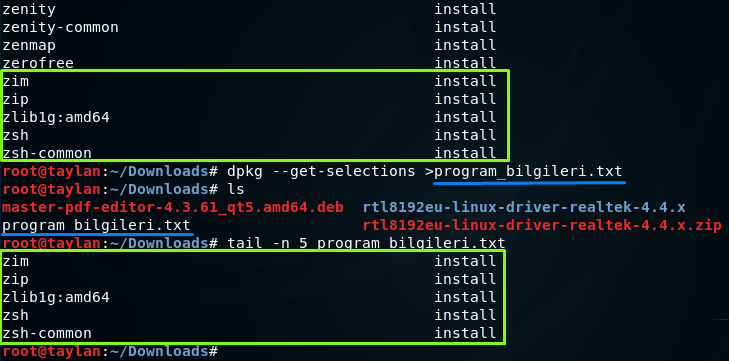 zenity install
zenity-common install
zenmap install
zerofree install
zim install
zip install
zlib1g:amd64 install
zsh install
zsh-common install
root@taylan:~/Downloads# dpkg --get-selections >program_bilgileri.txt
root@taylan:~/Downloads# ls
master-pdf-editor-4.3.61_qt5.amd64.deb rtl8192eu-linux-driver-realtek-4.4.x
program_bilgileri.txt rtl8192eu-linux-driver-realtek-4.4.x.zip
root@taylan:~/Downloads# tail -n 5 program_bilgileri.txt
zim install
zip install
zlib1g:amd64 install
zsh install
zsh-common install
root@taylan:~/Downloads#